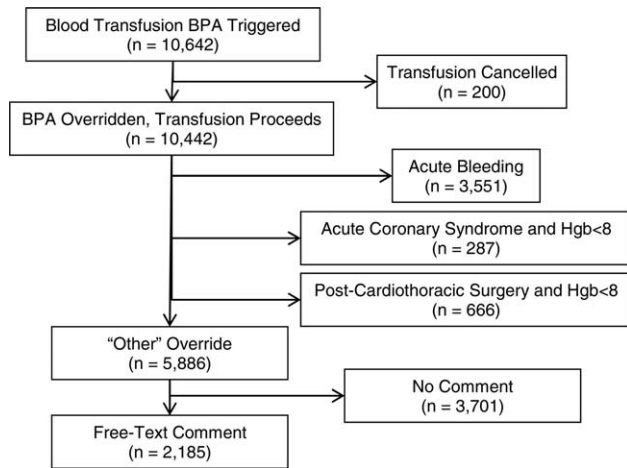 Blood Transfusion BPA Triggered
(n = 10,642)
Transfusion Cancelled
(n = 200)
BPA Overridden, Transfusion Proceeds
(n = 10,442)
Acute Bleeding
(n = 3,551)
Acute Coronary Syndrome and Hgb<8
(n = 287)
Post-Cardiothoracic Surgery and Hgb<8
(n = 666)
“Other” Override
(n = 5,886)
No Comment
(n = 3,701)
Free-Text Comment
(n = 2,185)